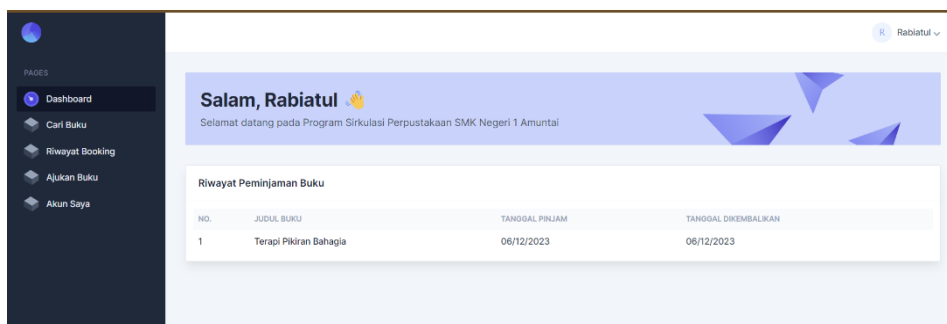 R Rabiatul
PAGES
Dashboard
Cari Buku
Riwayat Booking
Ajukan Buku
Akun Saya
Salam, Rabiatul 👋
Selamat datang pada Program Sirkulasi Perpustakaan SMK Negeri 1 Amuntai
Riwayat Peminjaman Buku
NO. JUDUL BUKU TANGGAL PINJAM TANGGAL DIKEMBALIKAN
1 Terapi Pikiran Bahagia 06/12/2023 06/12/2023